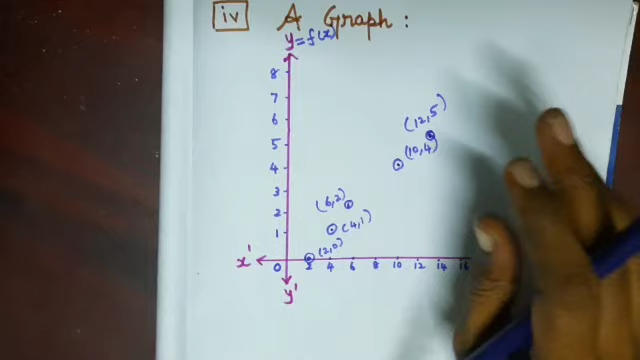 iv A Graph :
y = f(x)
8
7
6
5
4
3
2
1
(12,5)
(10,4)
(6,2)
(4,1)
(2,0)
x'
0 2 4 6 8 10 12 14 16
y'